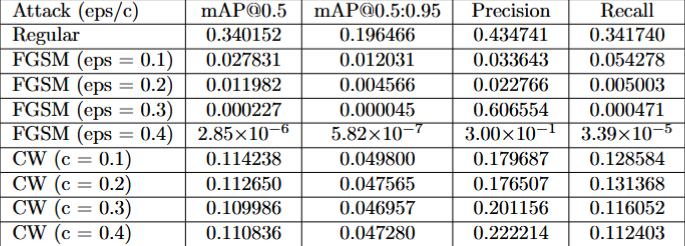 Attack (eps/c) mAP@0.5 mAP@0.5:0.95 Precision Recall
Regular 0.340152 0.196466 0.434741 0.341740
FGSM (eps = 0.1) 0.027831 0.012031 0.033643 0.054278
FGSM (eps = 0.2) 0.011982 0.004566 0.022766 0.005003
FGSM (eps = 0.3) 0.000227 0.000045 0.606554 0.000471
FGSM (eps = 0.4) 2.85×10⁻⁶ 5.82×10⁻⁷ 3.00×10⁻¹ 3.39×10⁻⁵
CW (c = 0.1) 0.114238 0.049800 0.179687 0.128584
CW (c = 0.2) 0.112650 0.047565 0.176507 0.131368
CW (c = 0.3) 0.109986 0.046957 0.201156 0.116052
CW (c = 0.4) 0.110836 0.047280 0.222214 0.112403